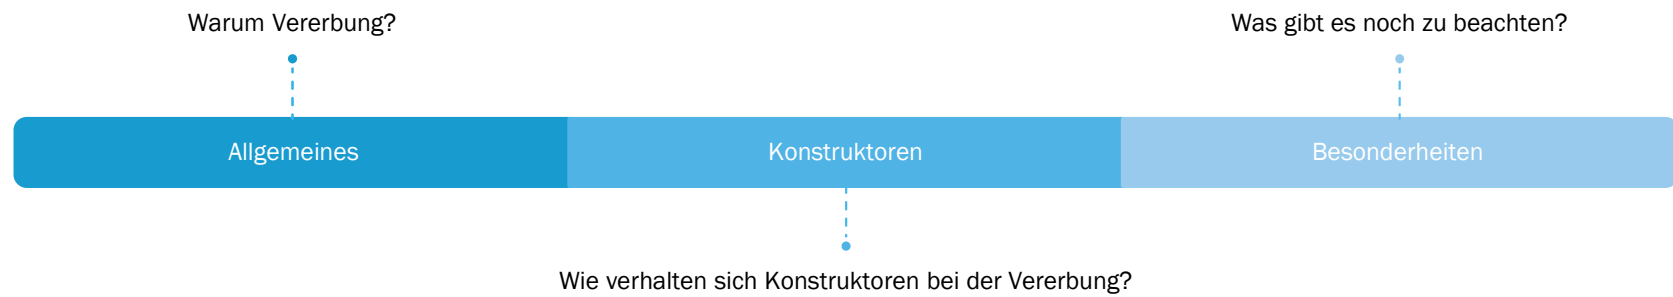 Warum Vererbung?
Was gibt es noch zu beachten?
Allgemeines
Konstruktoren
Besonderheiten
Wie verhalten sich Konstruktoren bei der Vererbung?